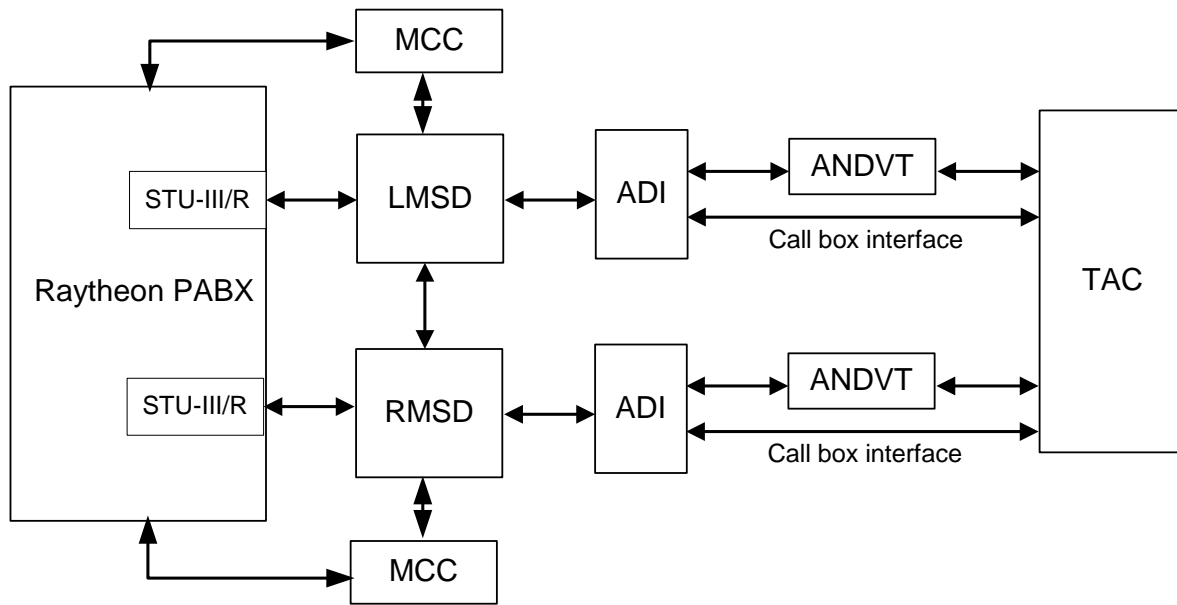 MCC
STU-III/R
LMSD
ADI
ANDVT
Call box interface
Raytheon PABX
TAC
STU-III/R
RMSD
ADI
ANDVT
Call box interface
MCC